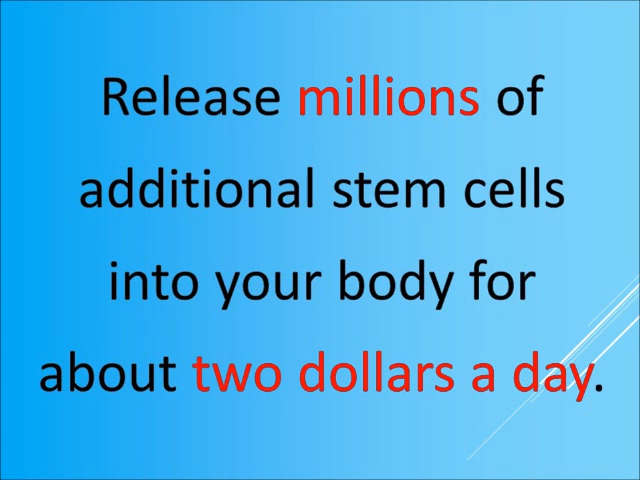 Release millions of
additional stem cells
into your body for
about two dollars a day.